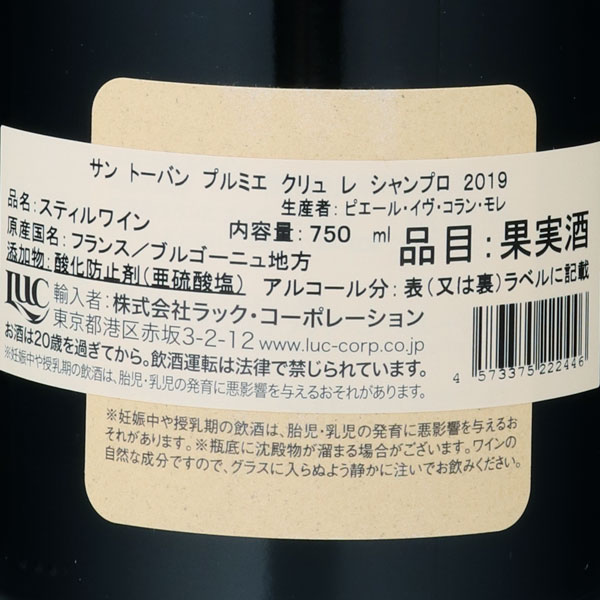 サン トーバン プルミエ クリュ レ シャンプロ 2019
生産者：ピエール・イヴ・コラン・モレ
品名：スティルワイン
内容量：750 ml
品目：果実酒
原産国名：フランス／ブルゴーニュ地方
添加物：酸化防止剤（亜硫酸塩）
アルコール分：表（又は裏）ラベルに記載
LUC
輸入者：株式会社ラック・コーポレーション
東京都港区赤坂3-2-12 www.luc-corp.co.jp
お酒は20歳を過ぎてから。飲酒運転は法律で禁じられています。
※妊娠中や授乳期の飲酒は、胎児・乳児の発育に悪影響を与えるおそれがあります。
4 573375 222446
※妊娠中や授乳期の飲酒は、胎児・乳児の発育に悪影響を与えるお
それがあります。※瓶底に沈殿物が溜まる場合がございます。ワインの
自然な成分ですので、グラスに入らぬよう静かに注いでお飲みください。